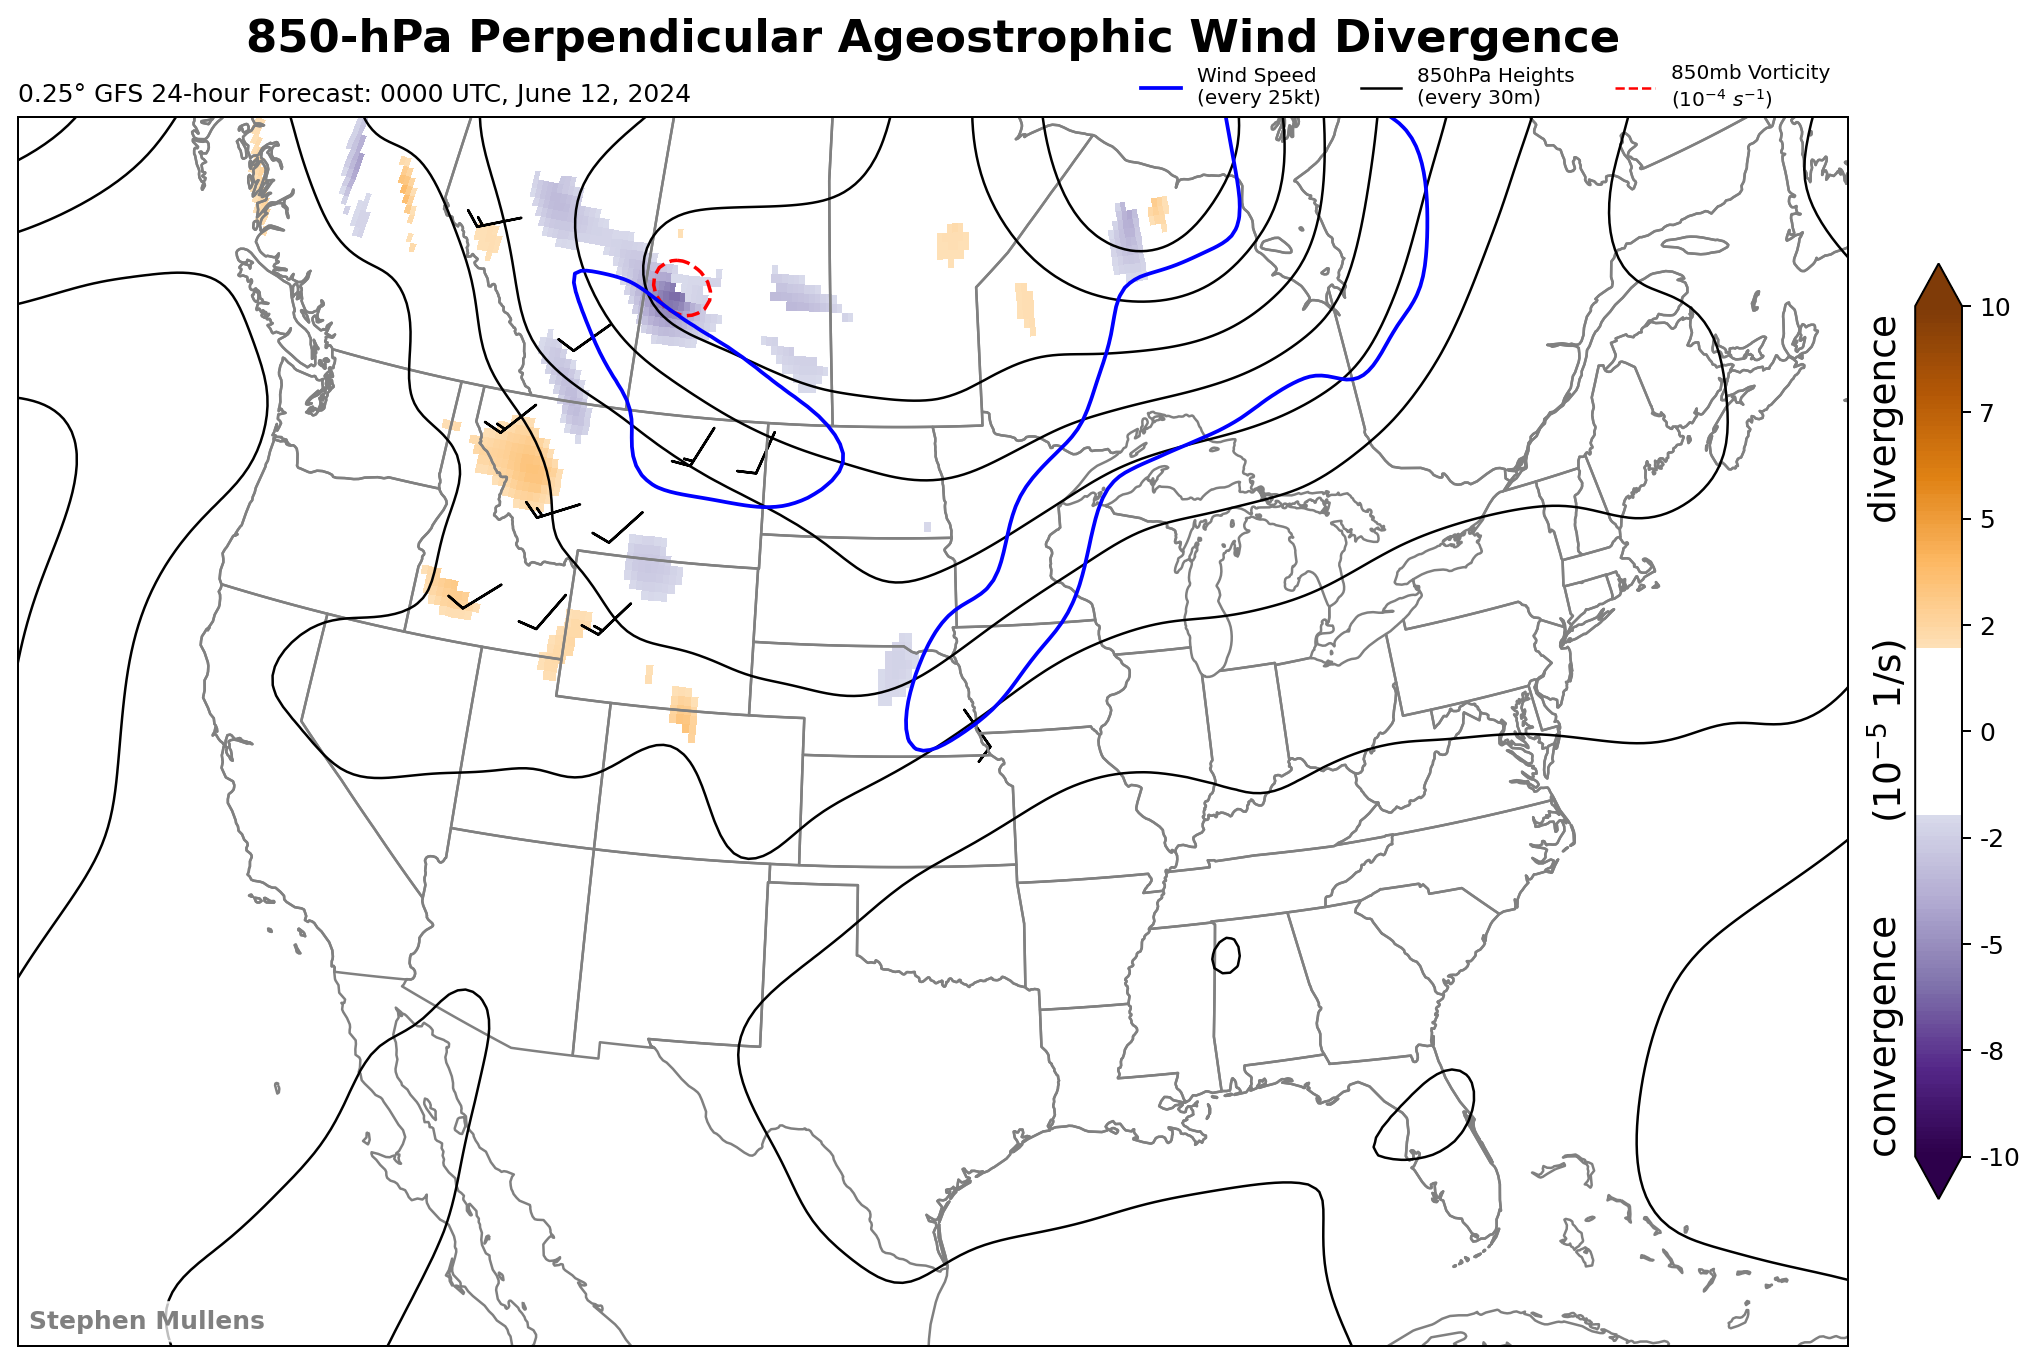 850-hPa Perpendicular Ageostrophic Wind Divergence
0.25° GFS 24-hour Forecast: 0000 UTC, June 12, 2024
Wind Speed
(every 25kt)
850hPa Heights
(every 30m)
850mb Vorticity
(10⁻⁴ s⁻¹)
10
7
5
2
0
-2
-5
-8
-10
convergence (10⁻⁵ 1/s) divergence
Stephen Mullens